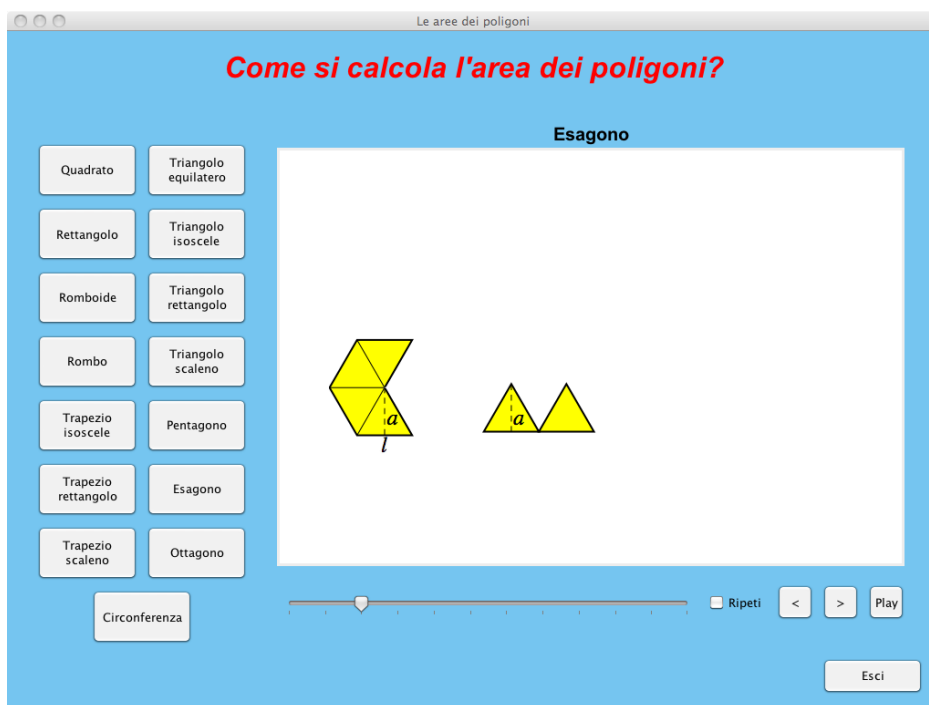 Le aree dei poligoni
Come si calcola l'area dei poligoni?
Esagono
Quadrato
Triangolo
equilatero
Rettangolo
Triangolo
isoscele
Romboide
Triangolo
rettangolo
Rombo
Triangolo
scaleno
Trapezio
isoscele
Pentagono
Trapezio
rettangolo
Esagono
Trapezio
scaleno
Ottagono
Circonferenza
a
l
a
Ripeti
<
>
Play
Esci